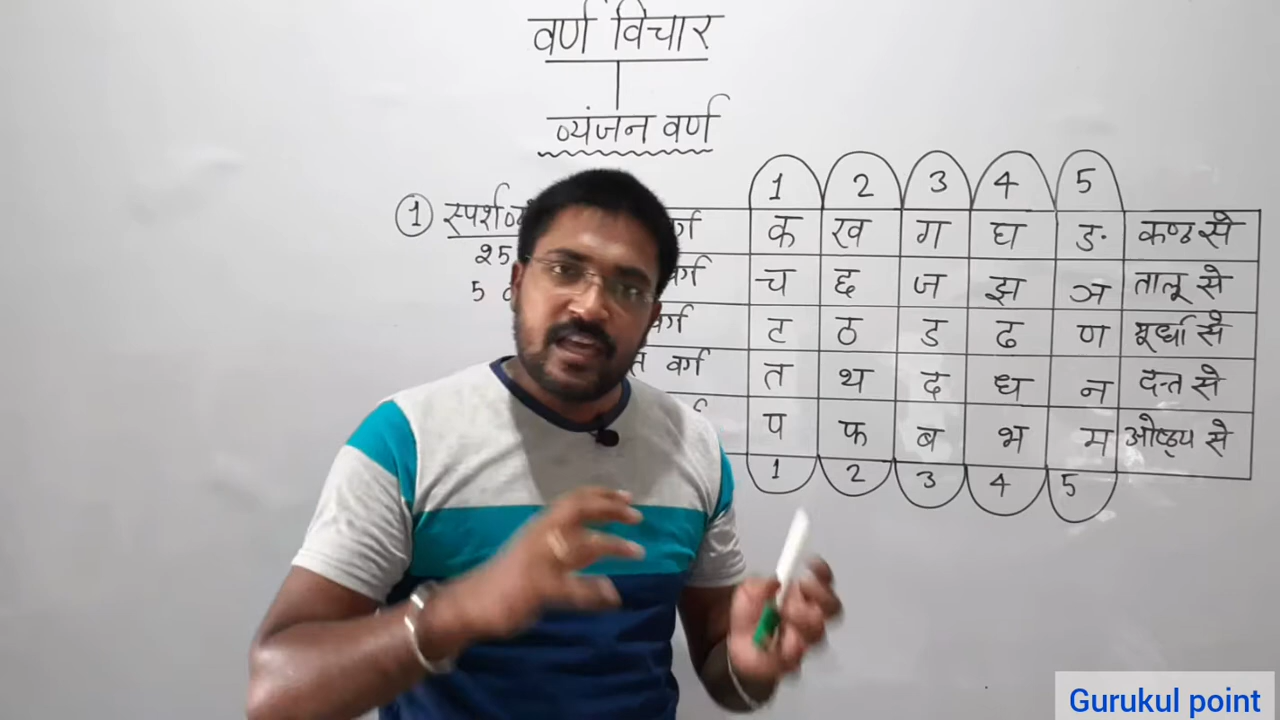 वर्ण विचार
व्यंजन वर्ण
1 2 3 4 5
① स्पर्श
क ख ग घ ङ कण्ठ से
25
च छ ज झ ञ तालू से
5
ट ठ ड ढ ण मूर्धा से
वर्ग त थ द ध न दन्त से
प फ ब भ म ओष्ठ्य से
1 2 3 4 5
Gurukul point